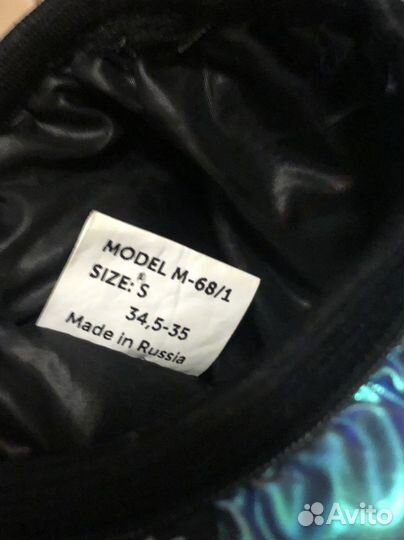 MODEL M-68/1
SIZE: S
34,5-35
Made in Russia
Avito